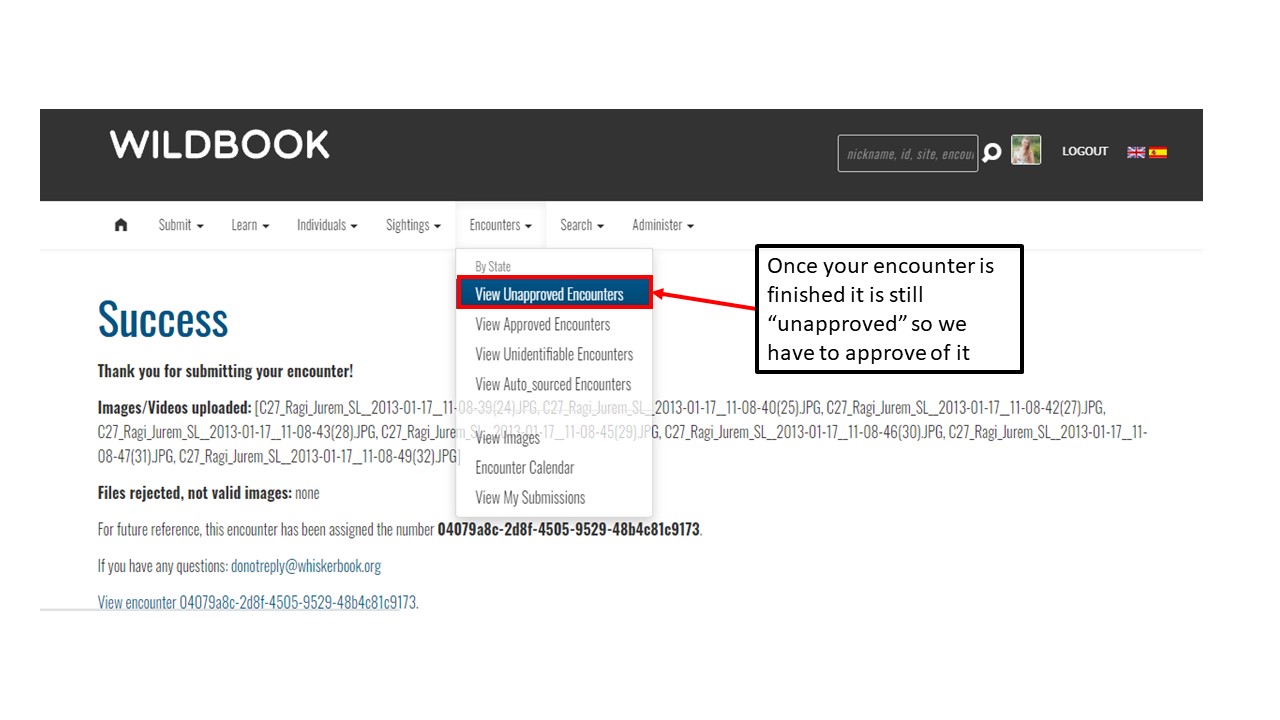 WILDBOOK
nickname, id, site, encou
LOGOUT
Submit
Learn
Individuals
Sightings
Encounters
Search
Administer
By State
View Unapproved Encounters
View Approved Encounters
View Unidentifiable Encounters
View Auto_sourced Encounters
View Images
Encounter Calendar
View My Submissions
Once your encounter is
finished it is still
“unapproved” so we
have to approve of it
Success
Thank you for submitting your encounter!
Images/Videos uploaded: [C27_Ragi_Jurem_SL__2013-01-17__11-08-39(24).JPG, C27_Ragi_Jurem_SL__2013-01-17__11-08-40(25).JPG, C27_Ragi_Jurem_SL__2013-01-17__11-08-42(27).JPG,
C27_Ragi_Jurem_SL__2013-01-17__11-08-43(28).JPG, C27_Ragi_Jurem_SL__2013-01-17__11-08-45(29).JPG, C27_Ragi_Jurem_SL__2013-01-17__11-08-46(30).JPG, C27_Ragi_Jurem_SL__2013-01-17__11-
08-47(31).JPG, C27_Ragi_Jurem_SL__2013-01-17__11-08-49(32).JPG]
Files rejected, not valid images: none
For future reference, this encounter has been assigned the number 04079a8c-2d8f-4505-9529-48b4c81c9173.
If you have any questions: donotreply@whiskerbook.org
View encounter 04079a8c-2d8f-4505-9529-48b4c81c9173.